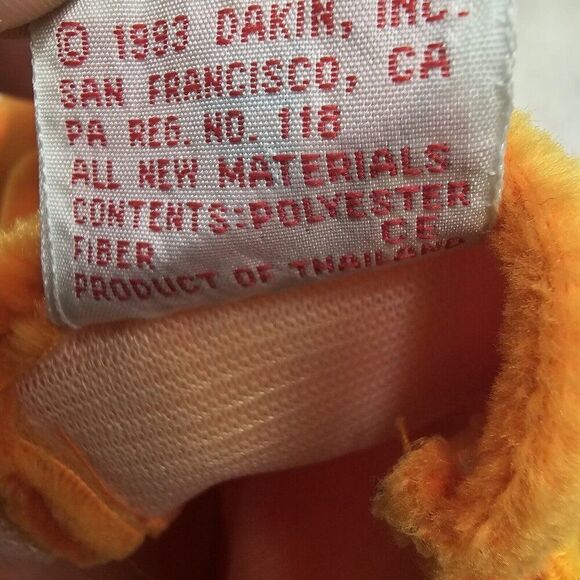 © 1993 DAKIN, INC.
SAN FRANCISCO, CA
PA REG. NO. 118
ALL NEW MATERIALS
CONTENTS:POLYESTER
FIBER CE
PRODUCT OF THAILAND